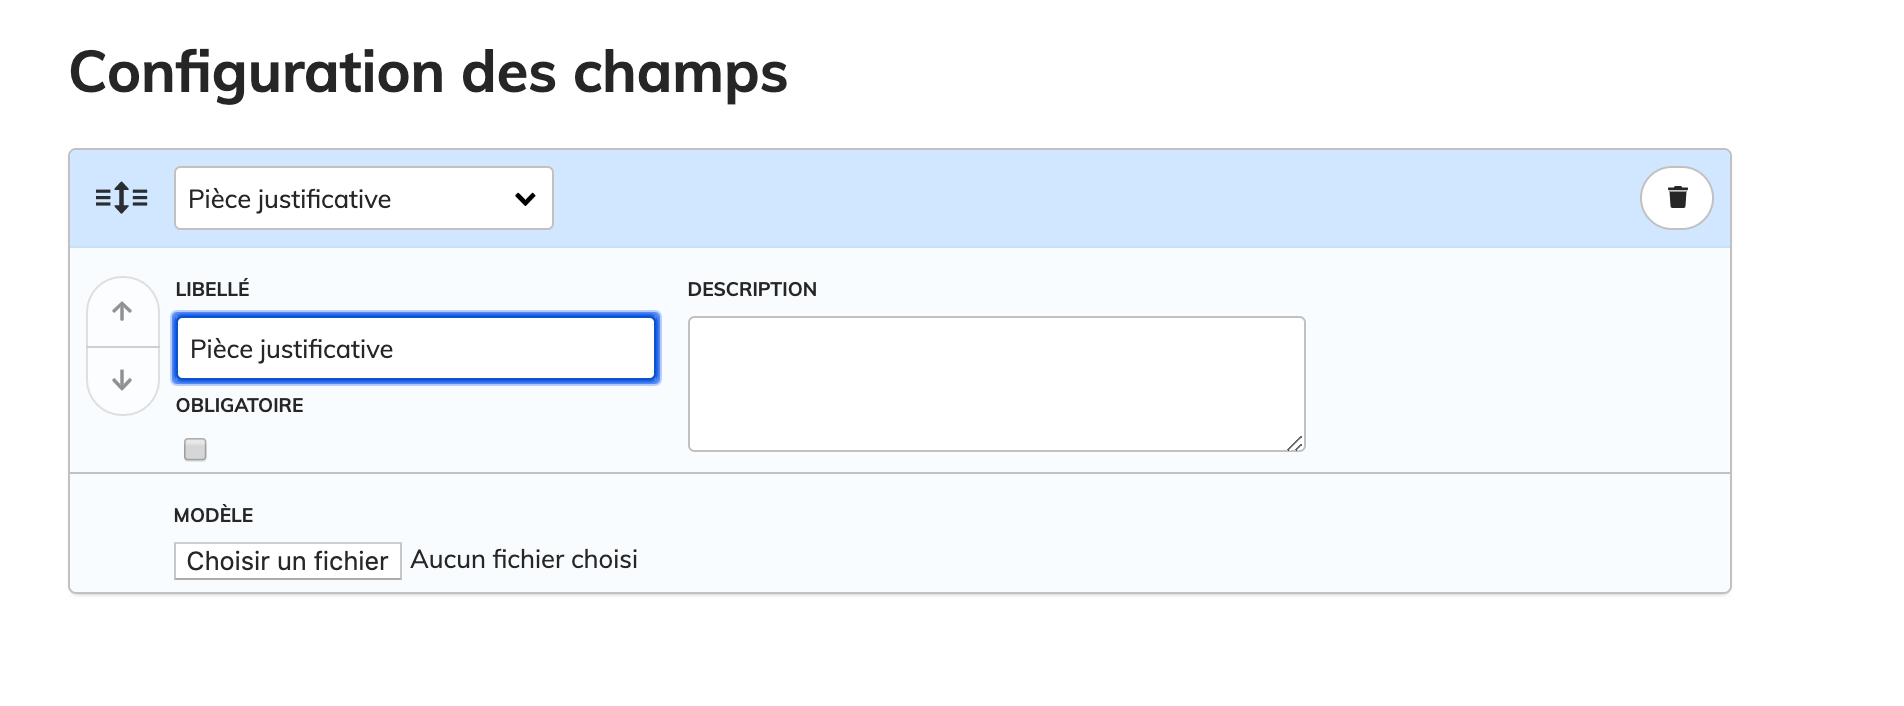 Configuration des champs
Pièce justificative
LIBELLÉ
Pièce justificative
OBLIGATOIRE
DESCRIPTION
MODÈLE
Choisir un fichier Aucun fichier choisi